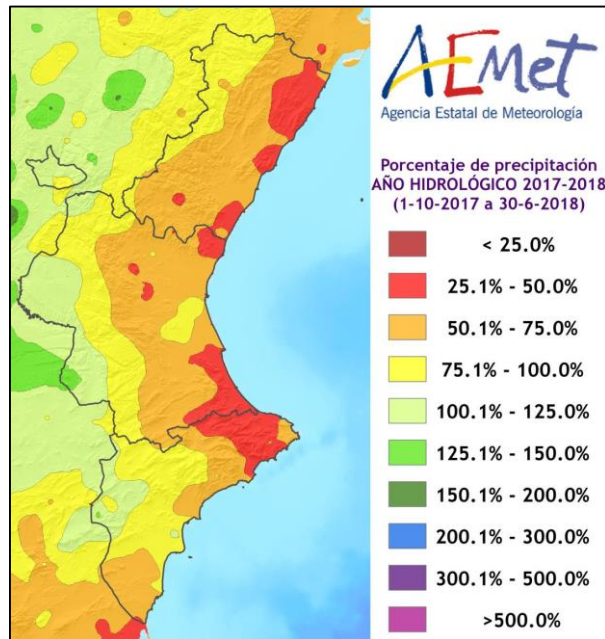 AEMet
Agencia Estatal de Meteorología
Porcentaje de precipitación
AÑO HIDROLÓGICO 2017-2018
(1-10-2017 a 30-6-2018)
< 25.0%
25.1% - 50.0%
50.1% - 75.0%
75.1% - 100.0%
100.1% - 125.0%
125.1% - 150.0%
150.1% - 200.0%
200.1% - 300.0%
300.1% - 500.0%
>500.0%